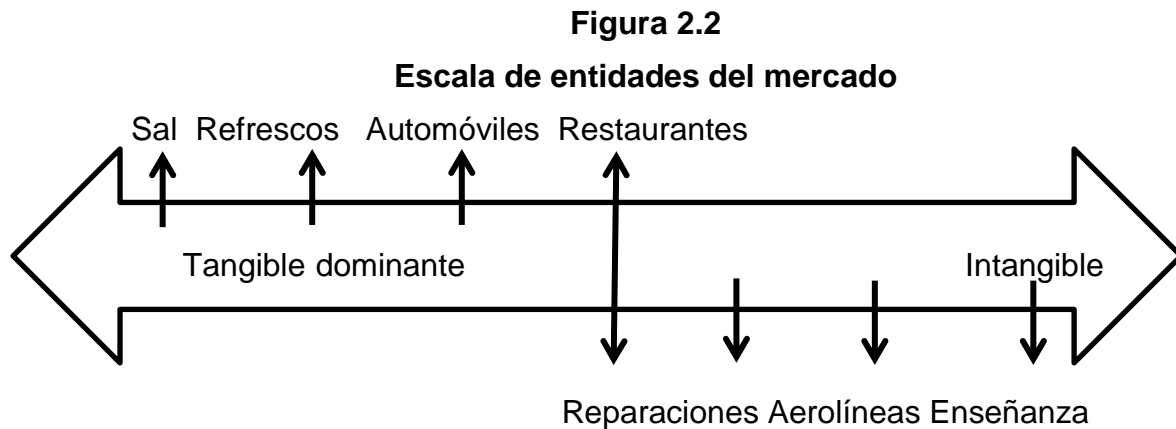 Figura 2.2
Escala de entidades del mercado
Sal Refrescos Automóviles Restaurantes
Tangible dominante Intangible
Reparaciones Aerolíneas Enseñanza